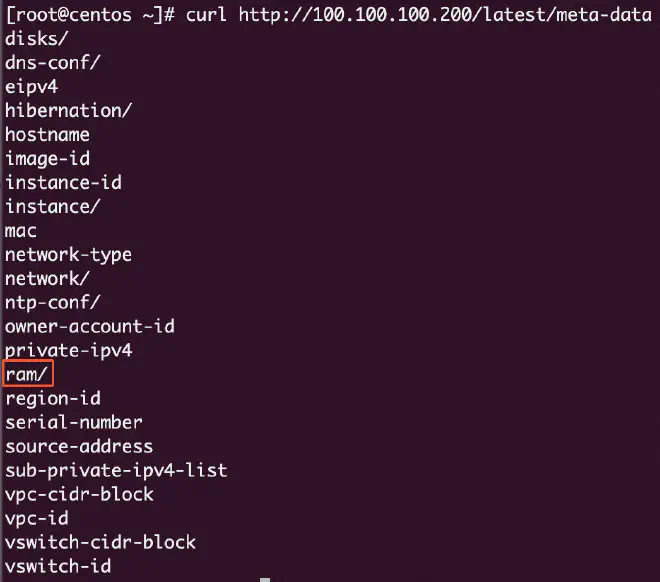 [root@centos ~]# curl http://100.100.100.200/latest/meta-data
disks/
dns-conf/
eipv4
hibernation/
hostname
image-id
instance-id
instance/
mac
network-type
network/
ntp-conf/
owner-account-id
private-ipv4
ram/
region-id
serial-number
source-address
sub-private-ipv4-list
vpc-cidr-block
vpc-id
vswitch-cidr-block
vswitch-id